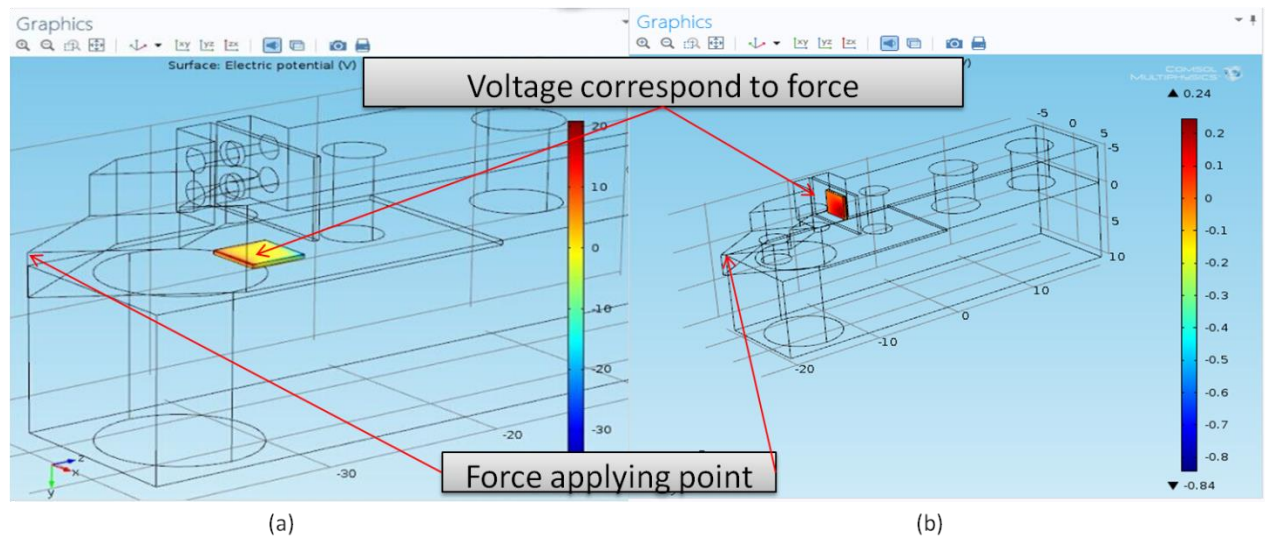 Graphics
Surface: Electric potential (V)
20
10
0
-10
-20
-30
-20
-30
z
x
y
Graphics
COMSOL
MULTIPHYSICS
▲ 0.24
0.2
0.1
0
-0.1
-0.2
-0.3
-0.4
-0.5
-0.6
-0.7
-0.8
▼ -0.84
-5
0
5
-5
0
5
10
10
0
-10
-20
Voltage correspond to force
Force applying point
(a)
(b)